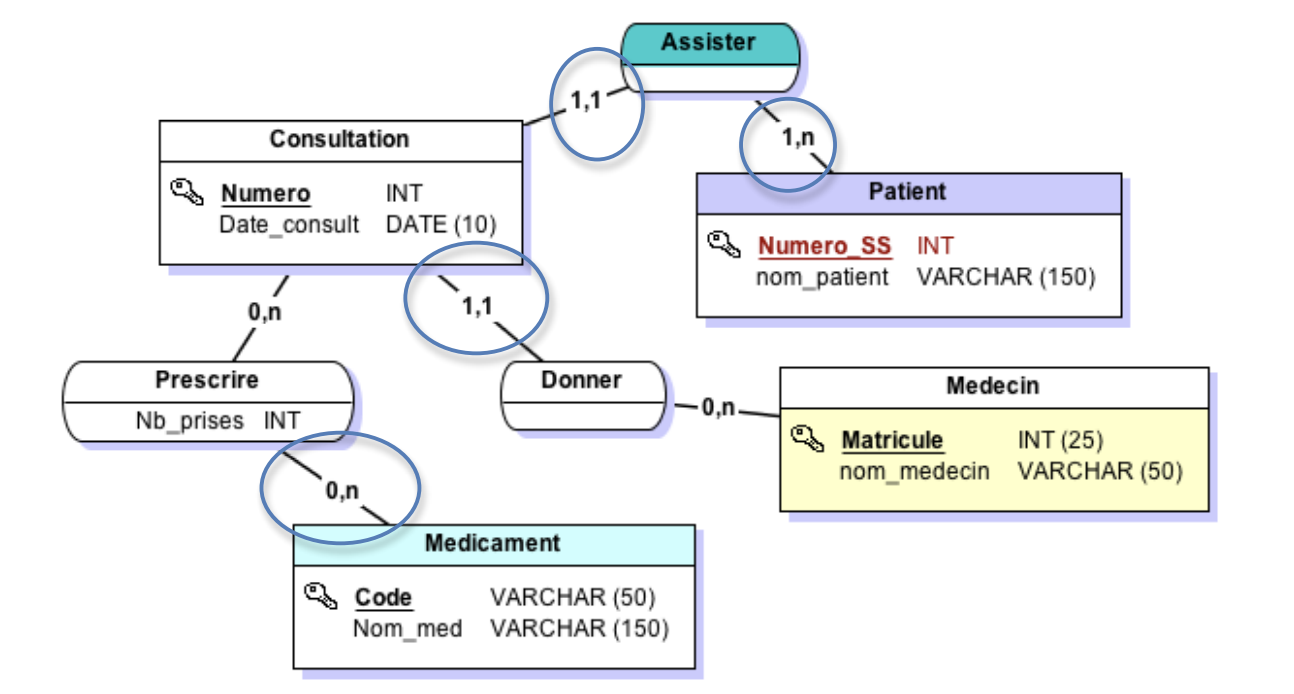 Assister
1,1
1,n
Consultation
Numero INT
Date_consult DATE (10)
Patient
Numero_SS INT
nom_patient VARCHAR (150)
0,n
1,1
Prescrire
Nb_prises INT
Donner
0,n
Medecin
Matricule INT (25)
nom_medecin VARCHAR (50)
0,n
Medicament
Code VARCHAR (50)
Nom_med VARCHAR (150)